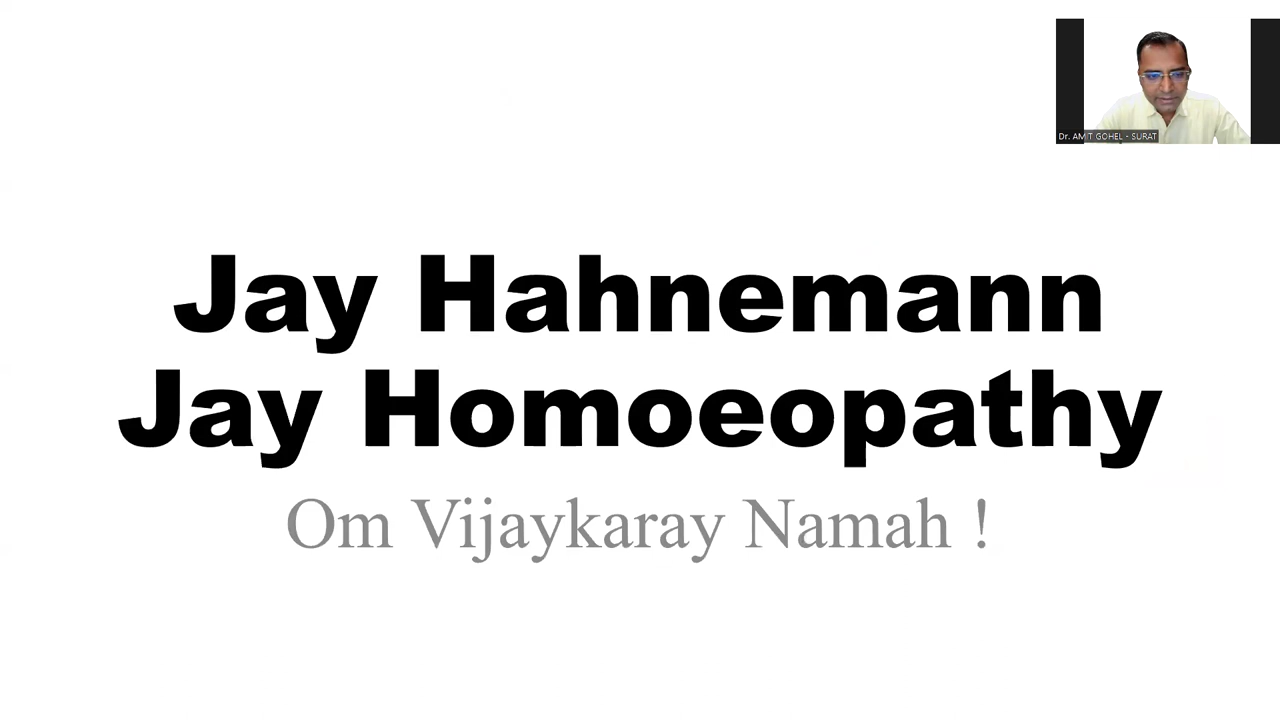 Dr. AMIT GOHEL - SURAT
Jay Hahnemann
Jay Homoeopathy
Om Vijaykaray Namah !